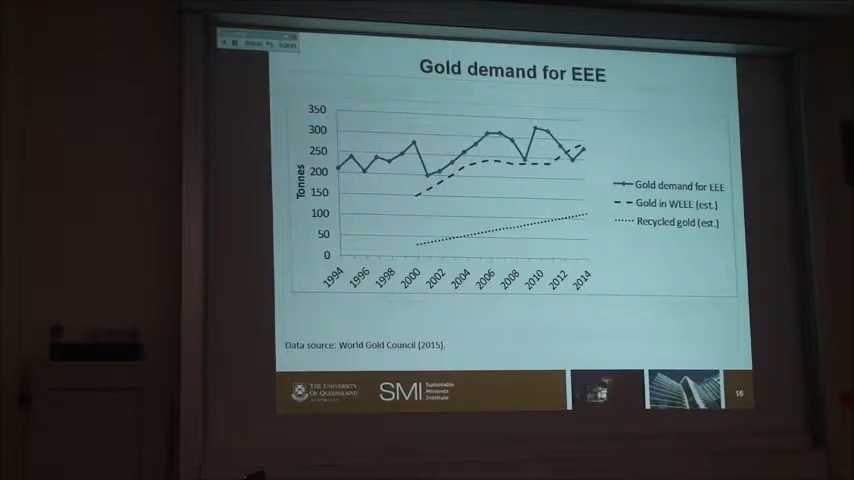 Gold demand for EEE
350
300
250
200
150
100
50
0
Tonnes
1994
1996
1998
2000
2002
2004
2006
2008
2010
2012
2014
Gold demand for EEE
Gold in WEEE (est.)
Recycled gold (est.)
Data source: World Gold Council (2015).
THE UNIVERSITY
OF QUEENSLAND
AUSTRALIA
SMI
Sustainable
Minerals
Institute
16